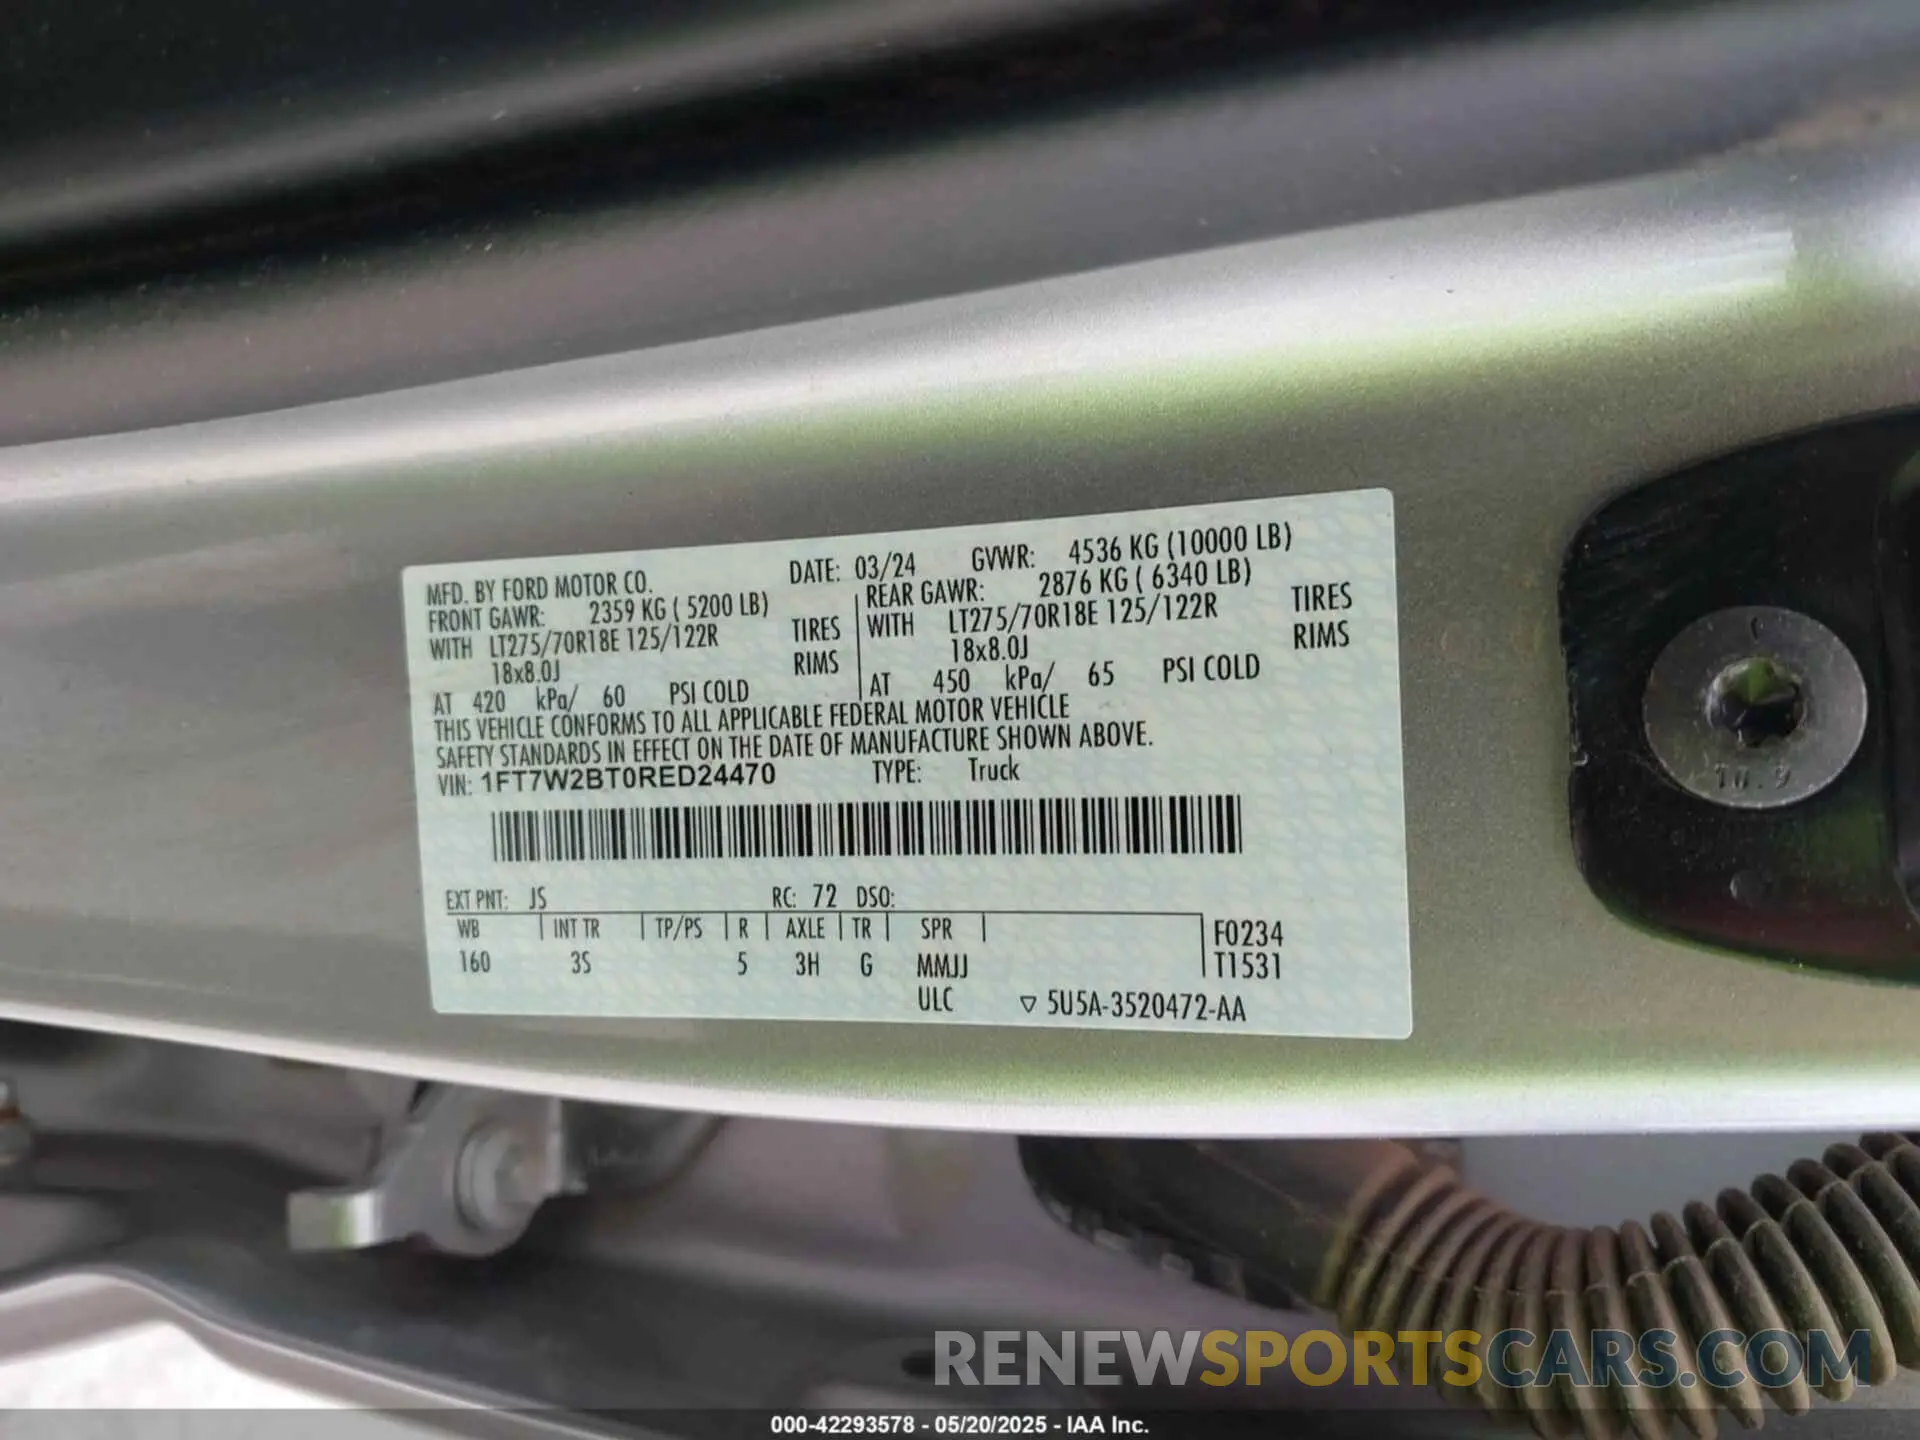 MFD. BY FORD MOTOR CO. DATE: 03/24 GVWR: 4536 KG (10000 LB)
FRONT GAWR: 2359 KG ( 5200 LB) REAR GAWR: 2876 KG ( 6340 LB)
WITH LT275/70R18E 125/122R TIRES WITH LT275/70R18E 125/122R TIRES
18x8.0J RIMS 18x8.0J RIMS
AT 420 kPa/ 60 PSI COLD AT 450 kPa/ 65 PSI COLD
THIS VEHICLE CONFORMS TO ALL APPLICABLE FEDERAL MOTOR VEHICLE
SAFETY STANDARDS IN EFFECT ON THE DATE OF MANUFACTURE SHOWN ABOVE.
VIN: 1FT7W2BT0RED24470 TYPE: Truck
EXT PNT: JS RC: 72 DSO:
WB INT TR TP/PS R AXLE TR SPR F0234
160 3S 5 3H G MMJJ T1531
ULC ▽ 5U5A-3520472-AA
10.9
RENEWSPORTSCARS.COM
000-42293578 - 05/20/2025 - IAA Inc.